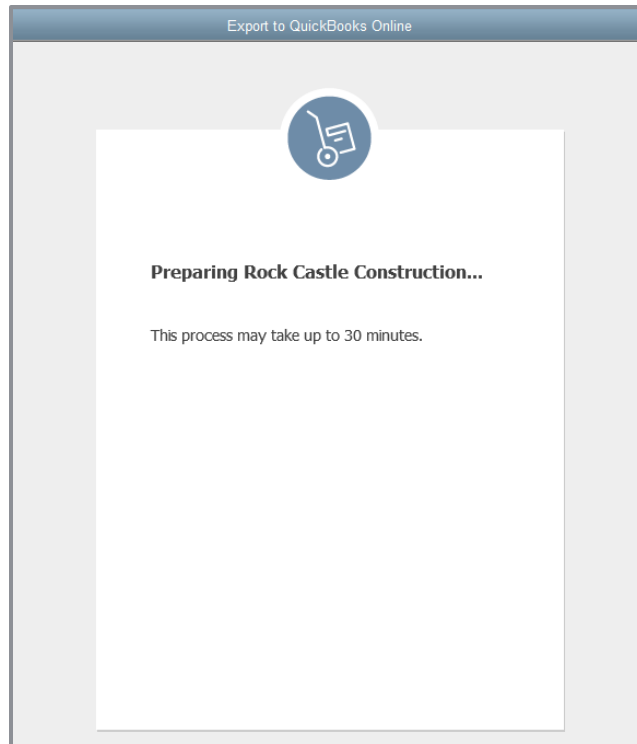 Export to QuickBooks Online
Preparing Rock Castle Construction...
This process may take up to 30 minutes.